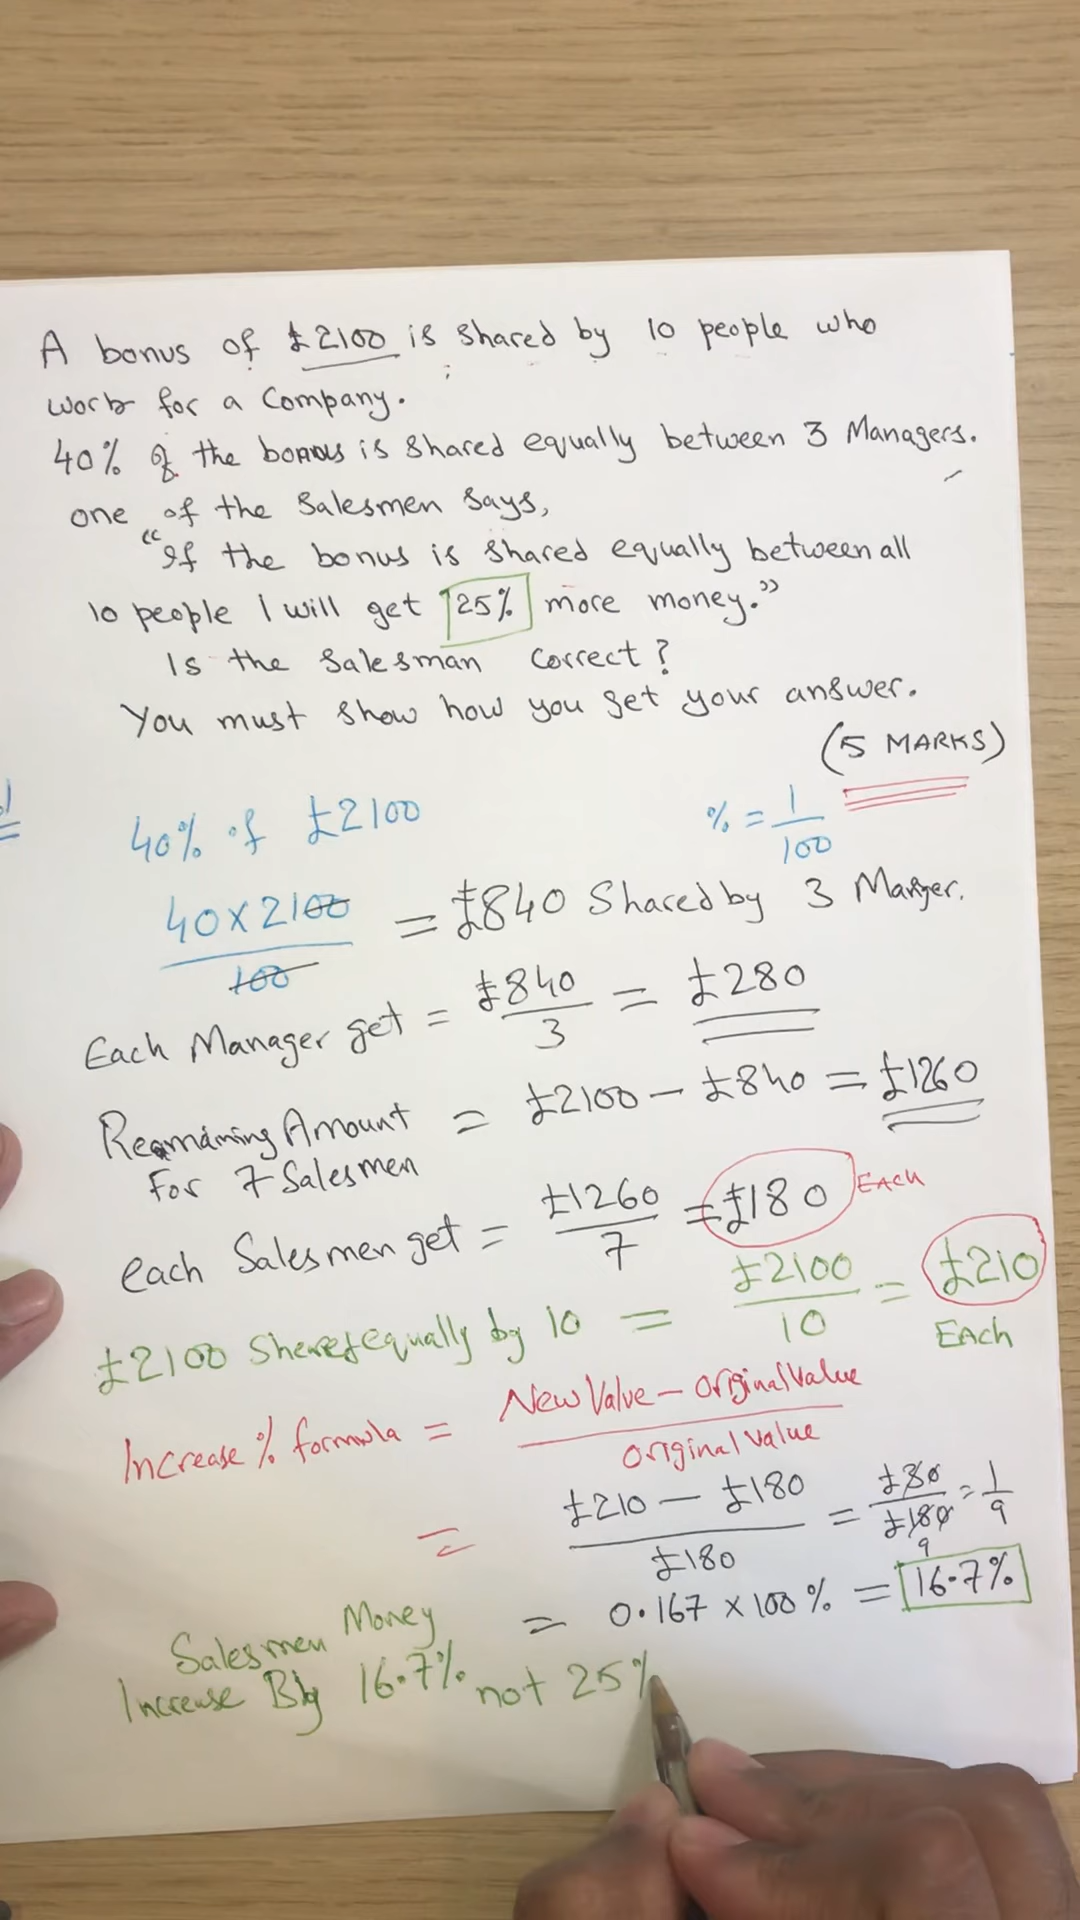 A bonus of £2100 is shared by 10 people who
work for a Company.
40% of the bonus is shared equally between 3 Managers.
one of the Salesmen says,
"If the bonus is shared equally between all
10 people I will get 25% more money."
Is the Salesman correct?
You must show how you get your answer.
(5 MARKS)
40% of £2100
% = 1/100
40 x 2100 / 100 = £840 Shared by 3 Manger.
Each Manager get = £840/3 = £280
Reamaining Amount = £2100 - £840 = £1260
For 7 Salesmen
each Salesmen get = £1260/7 = £180 EACH
£2100 Shared equally by 10 = £2100/10 = £210
EAch
Increase % formula = New Value - Original Value / Original Value
= £210 - £180 / £180 = £30/£180 9 = 1/9
= 0.167 x 100% = 16.7%
Salesmen Money
Increase By 16.7% not 25%